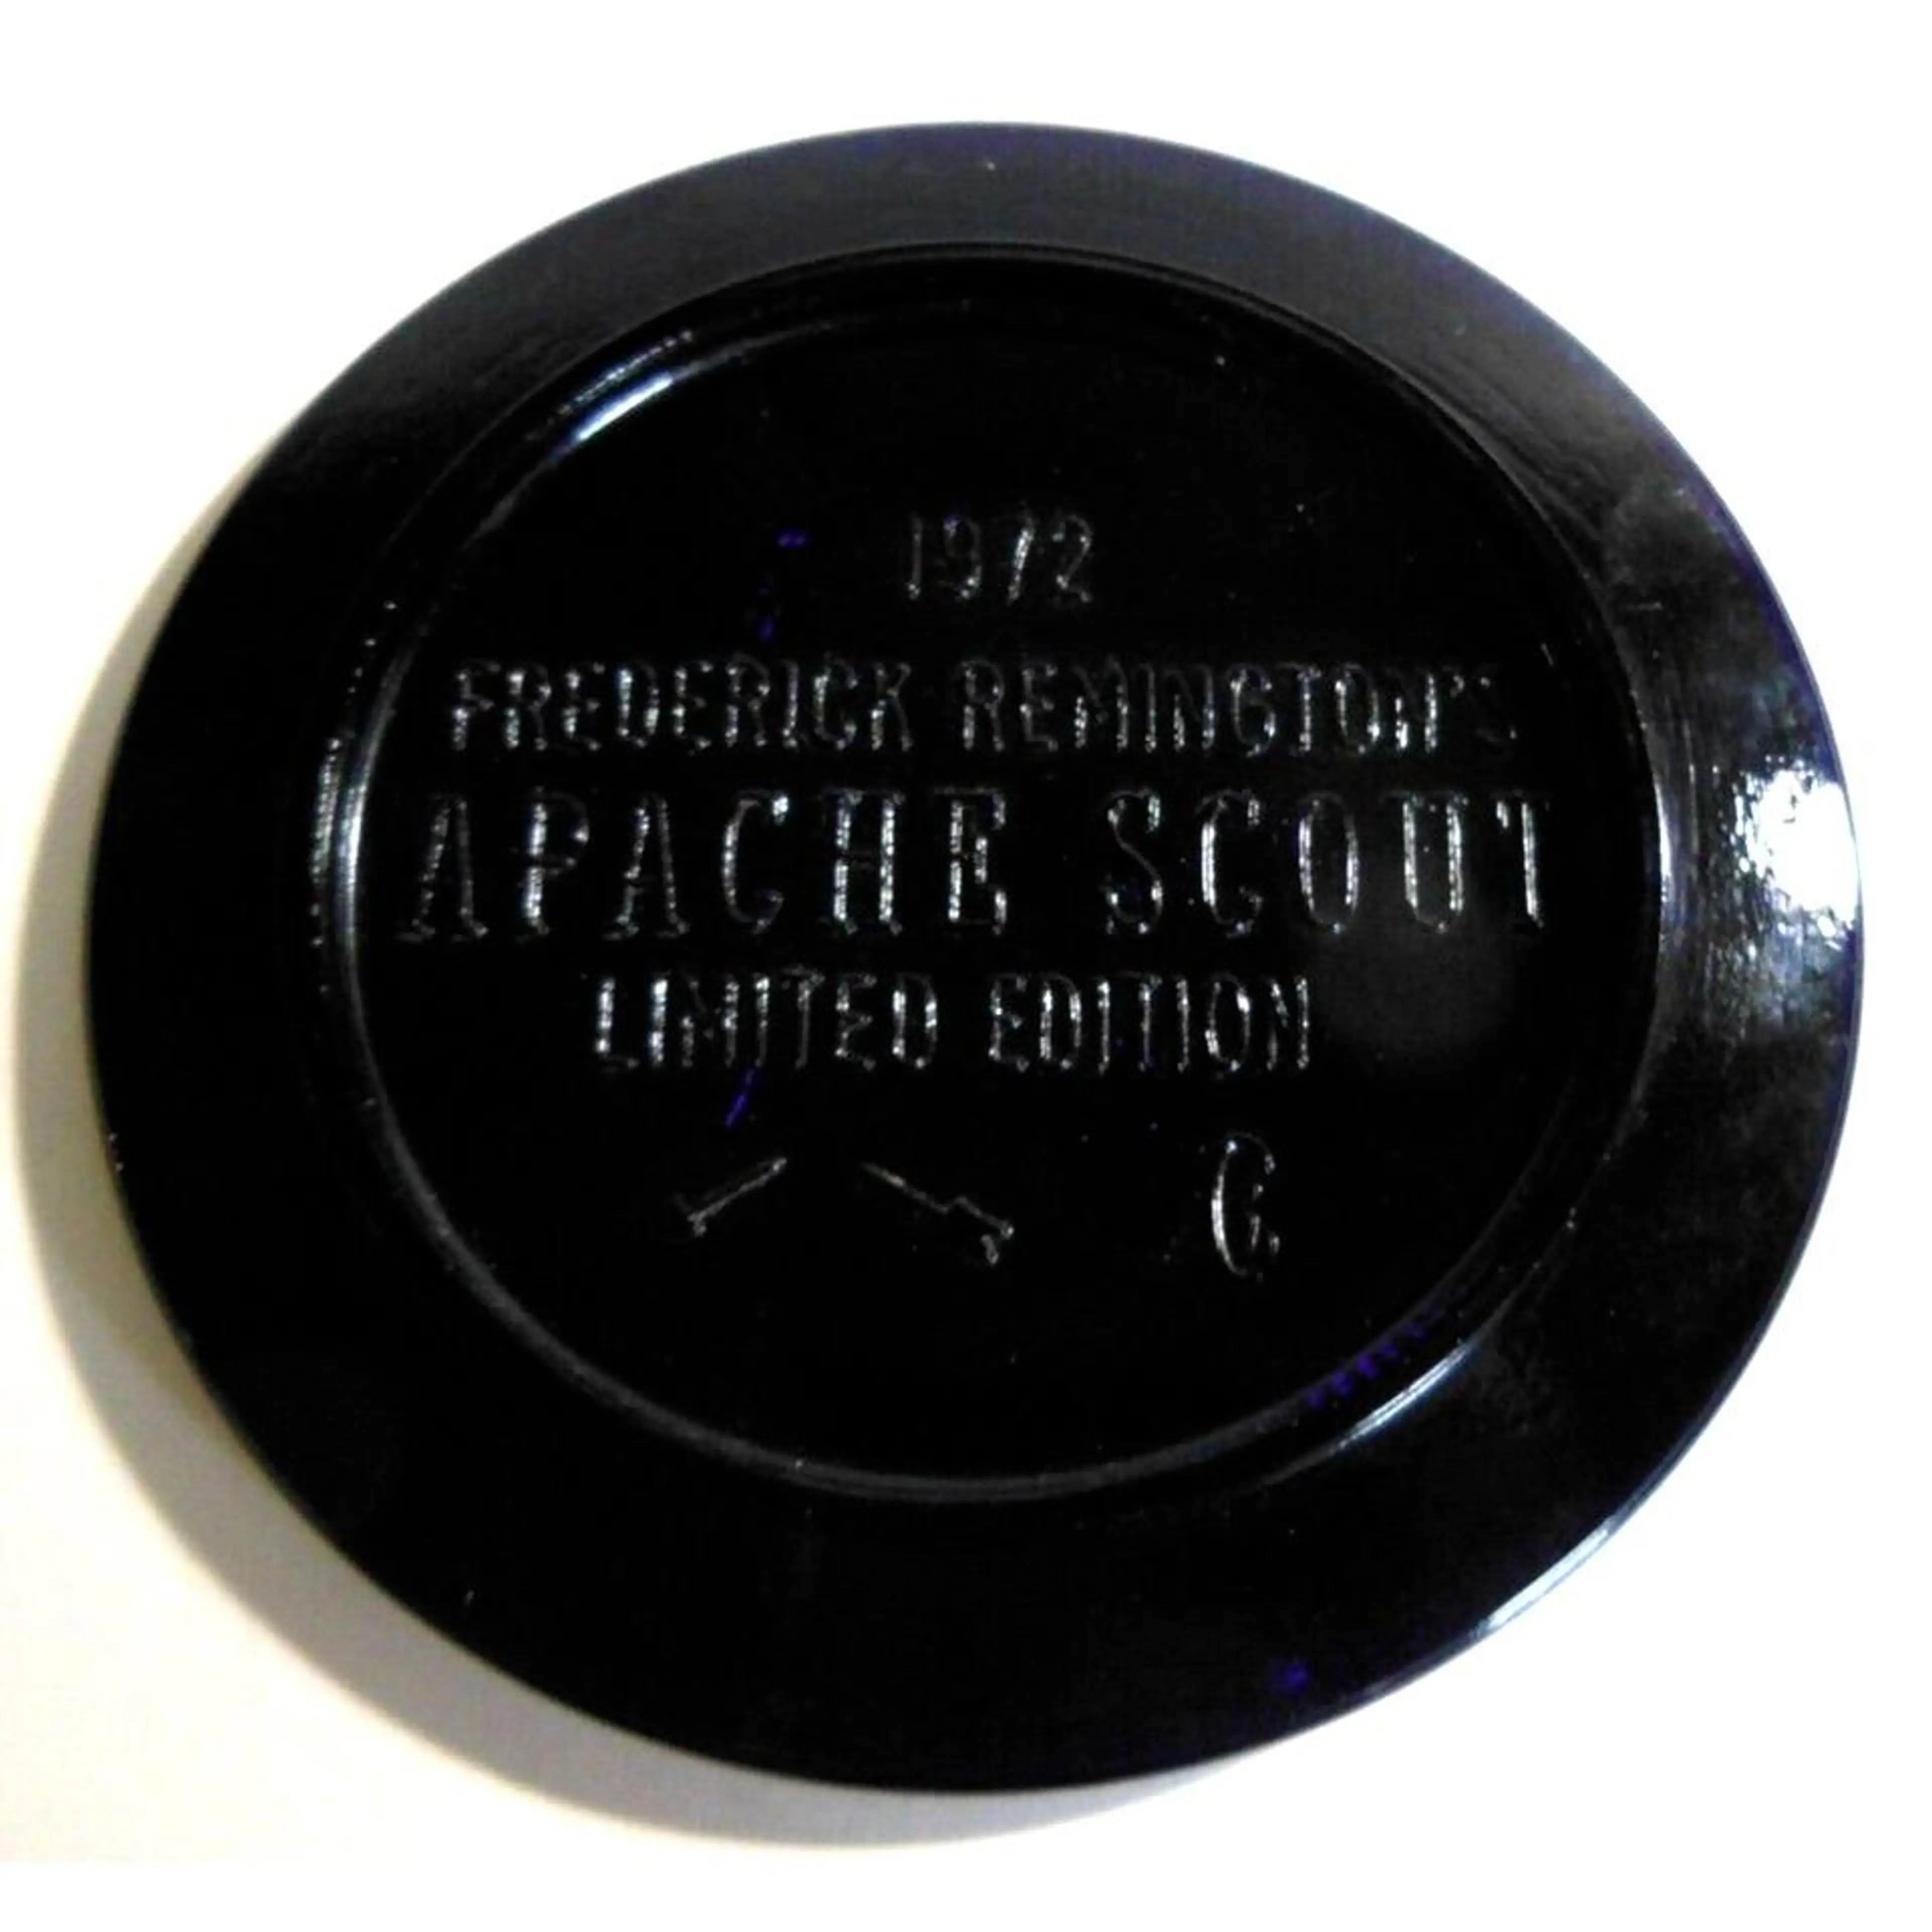 1972
FREDERICK REMINGTON'S
APACHE SCOUT
LIMITED EDITION